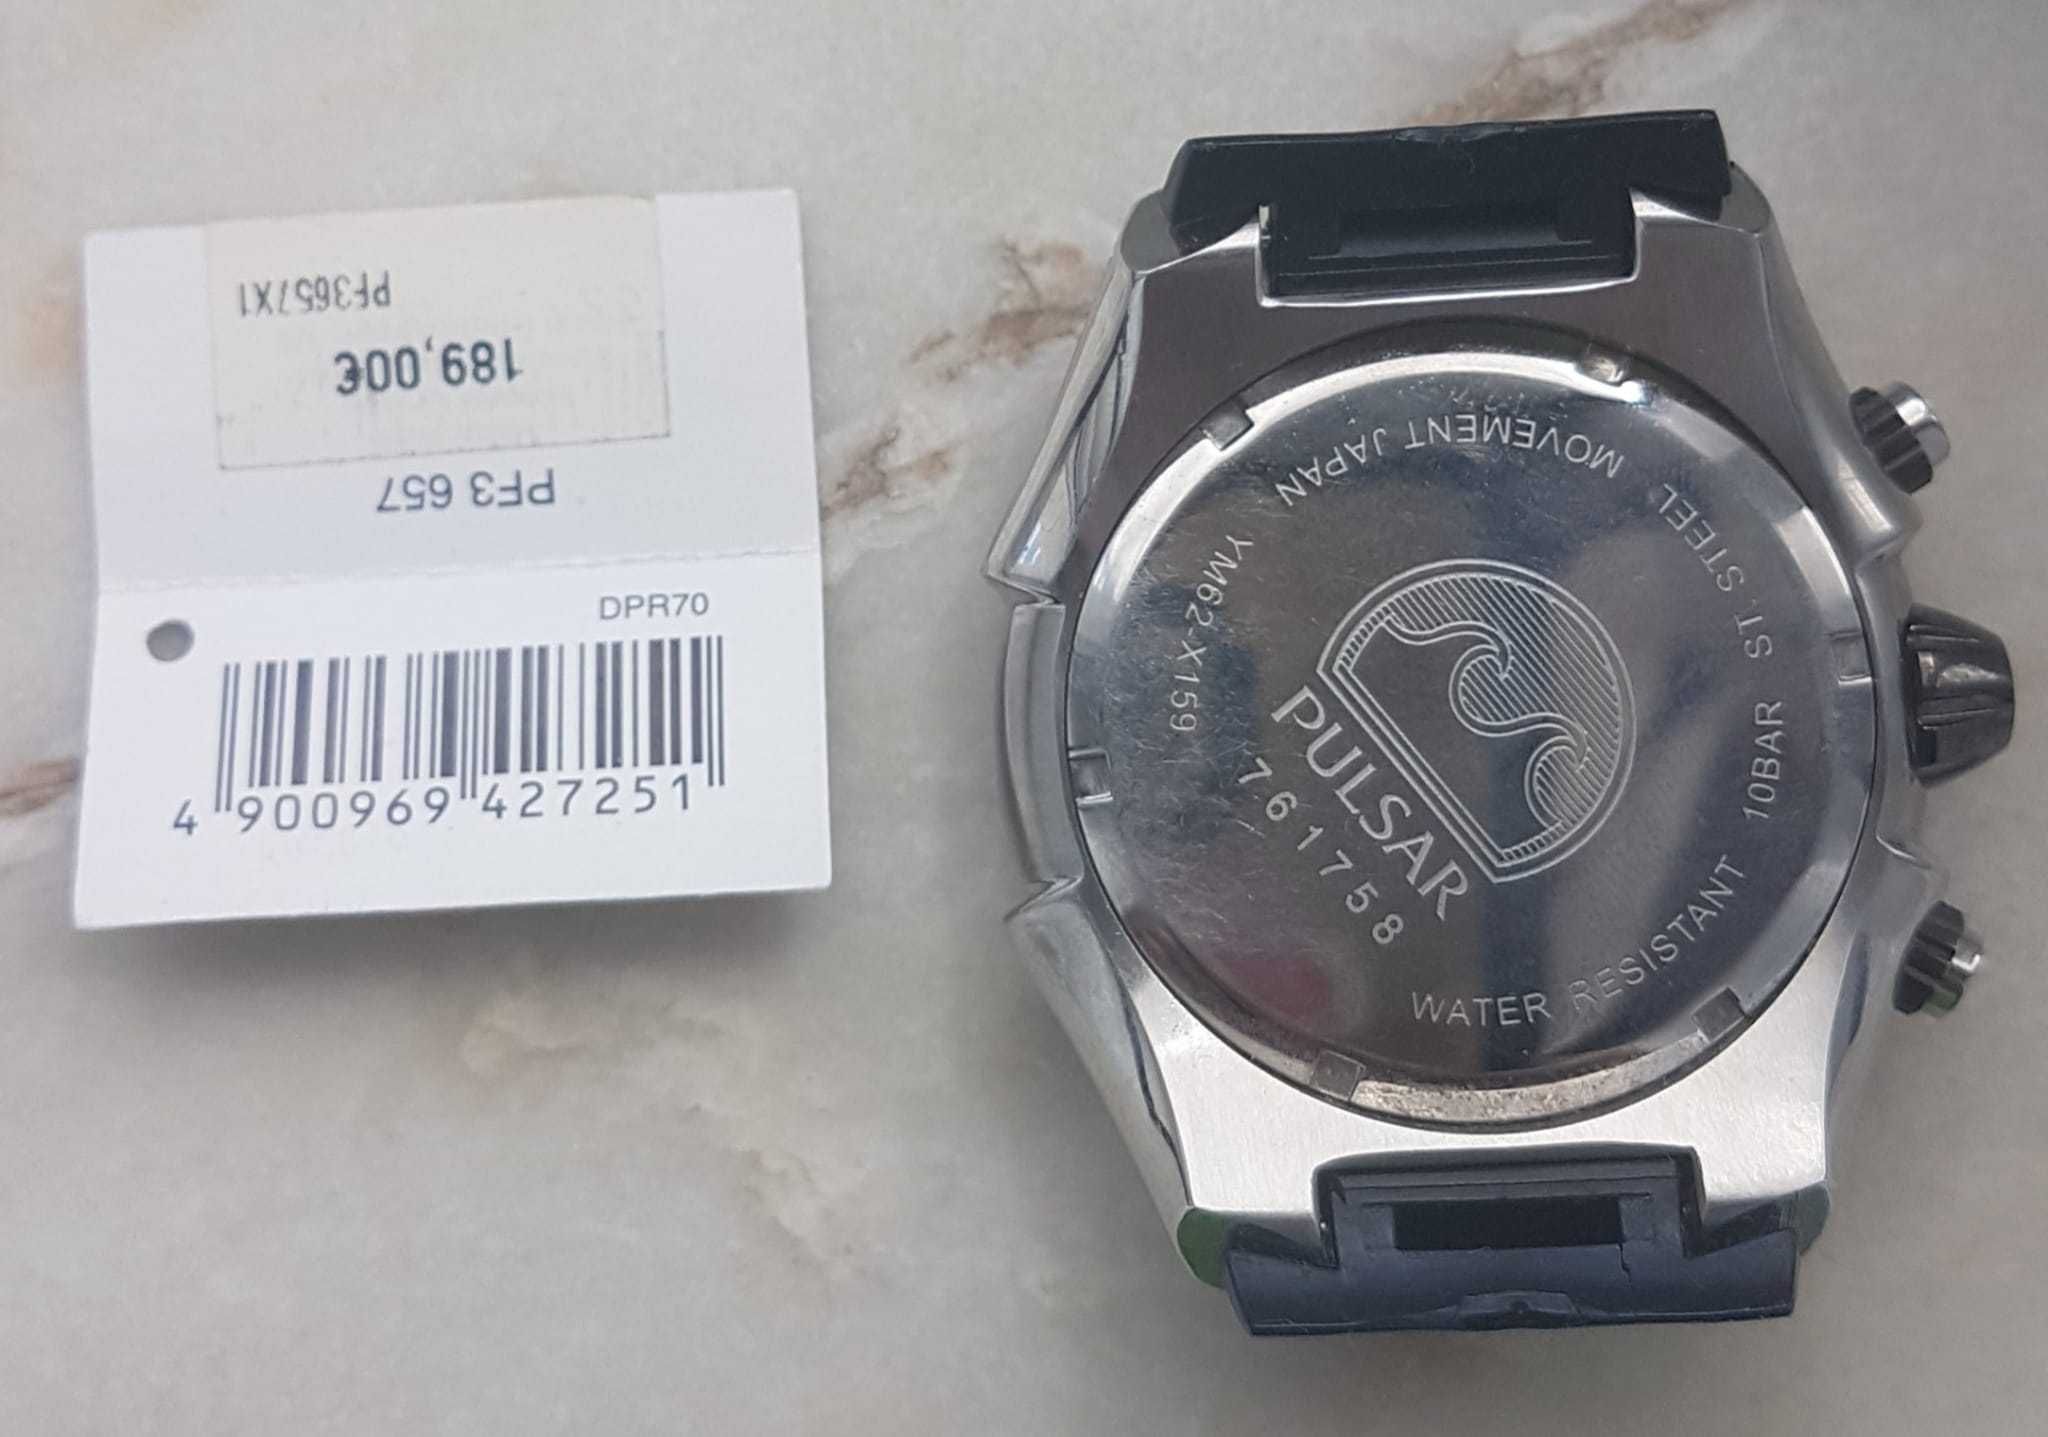 PF3657X1
189,00€
PF3 657
DPR70
4 900969 427251
MOVEMENT JAPAN YM62-X159
PULSAR
761758
WATER RESISTANT 10BAR ST. STEEL